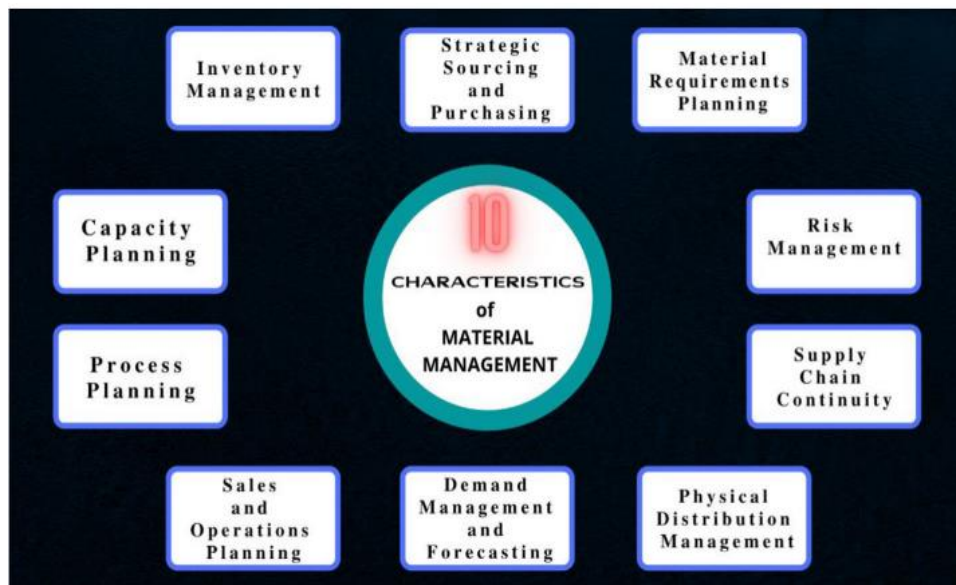 Inventory
Management
Strategic
Sourcing
and
Purchasing
Material
Requirements
Planning
Capacity
Planning
10
CHARACTERISTICS
of
MATERIAL
MANAGEMENT
Risk
Management
Process
Planning
Supply
Chain
Continuity
Sales
and
Operations
Planning
Demand
Management
and
Forecasting
Physical
Distribution
Management